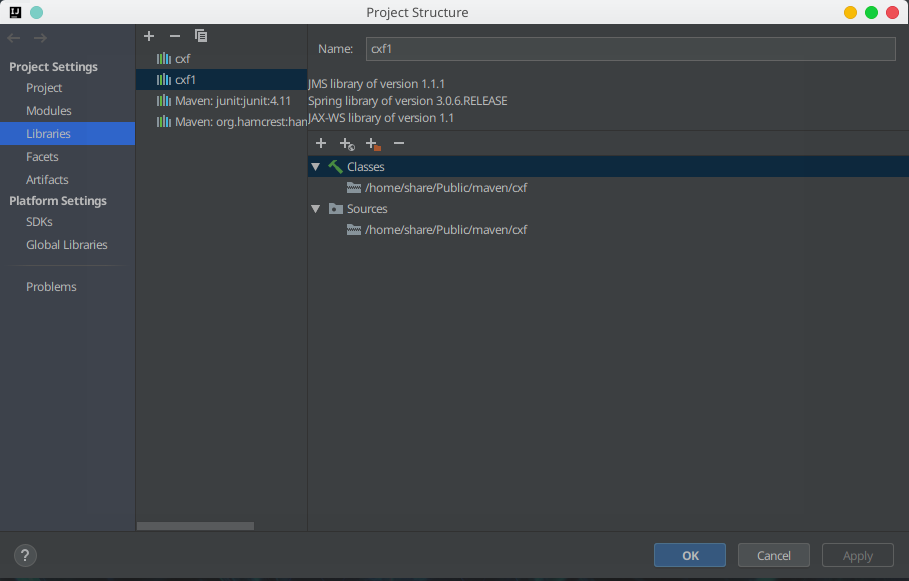 Project Structure
Project Settings
Project
Modules
Libraries
Facets
Artifacts
Platform Settings
SDKs
Global Libraries
Problems
cxf
cxf1
Maven: junit:junit:4.11
Maven: org.hamcrest:ham
Name: cxf1
JMS library of version 1.1.1
Spring library of version 3.0.6.RELEASE
JAX-WS library of version 1.1
Classes
/home/share/Public/maven/cxf
Sources
/home/share/Public/maven/cxf
?
OK
Cancel
Apply